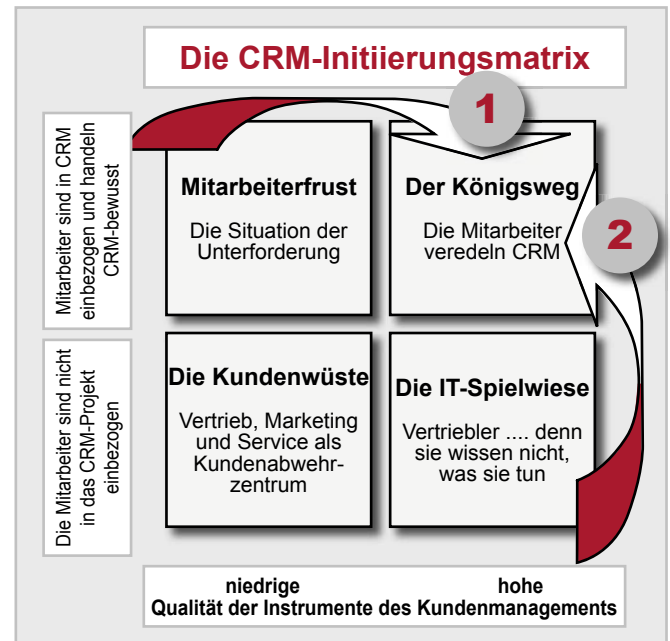 Die CRM-Initiierungsmatrix
1
Mitarbeiter sind in CRM
einbezogen und handeln
CRM-bewusst
Mitarbeiterfrust
Die Situation der
Unterforderung
Der Königsweg
Die Mitarbeiter
veredeln CRM
2
Die Mitarbeiter sind nicht
in das CRM-Projekt
einbezogen
Die Kundenwüste
Vertrieb, Marketing
und Service als
Kundenabwehr-
zentrum
Die IT-Spielwiese
Vertriebler .... denn
sie wissen nicht,
was sie tun
niedrige hohe
Qualität der Instrumente des Kundenmanagements